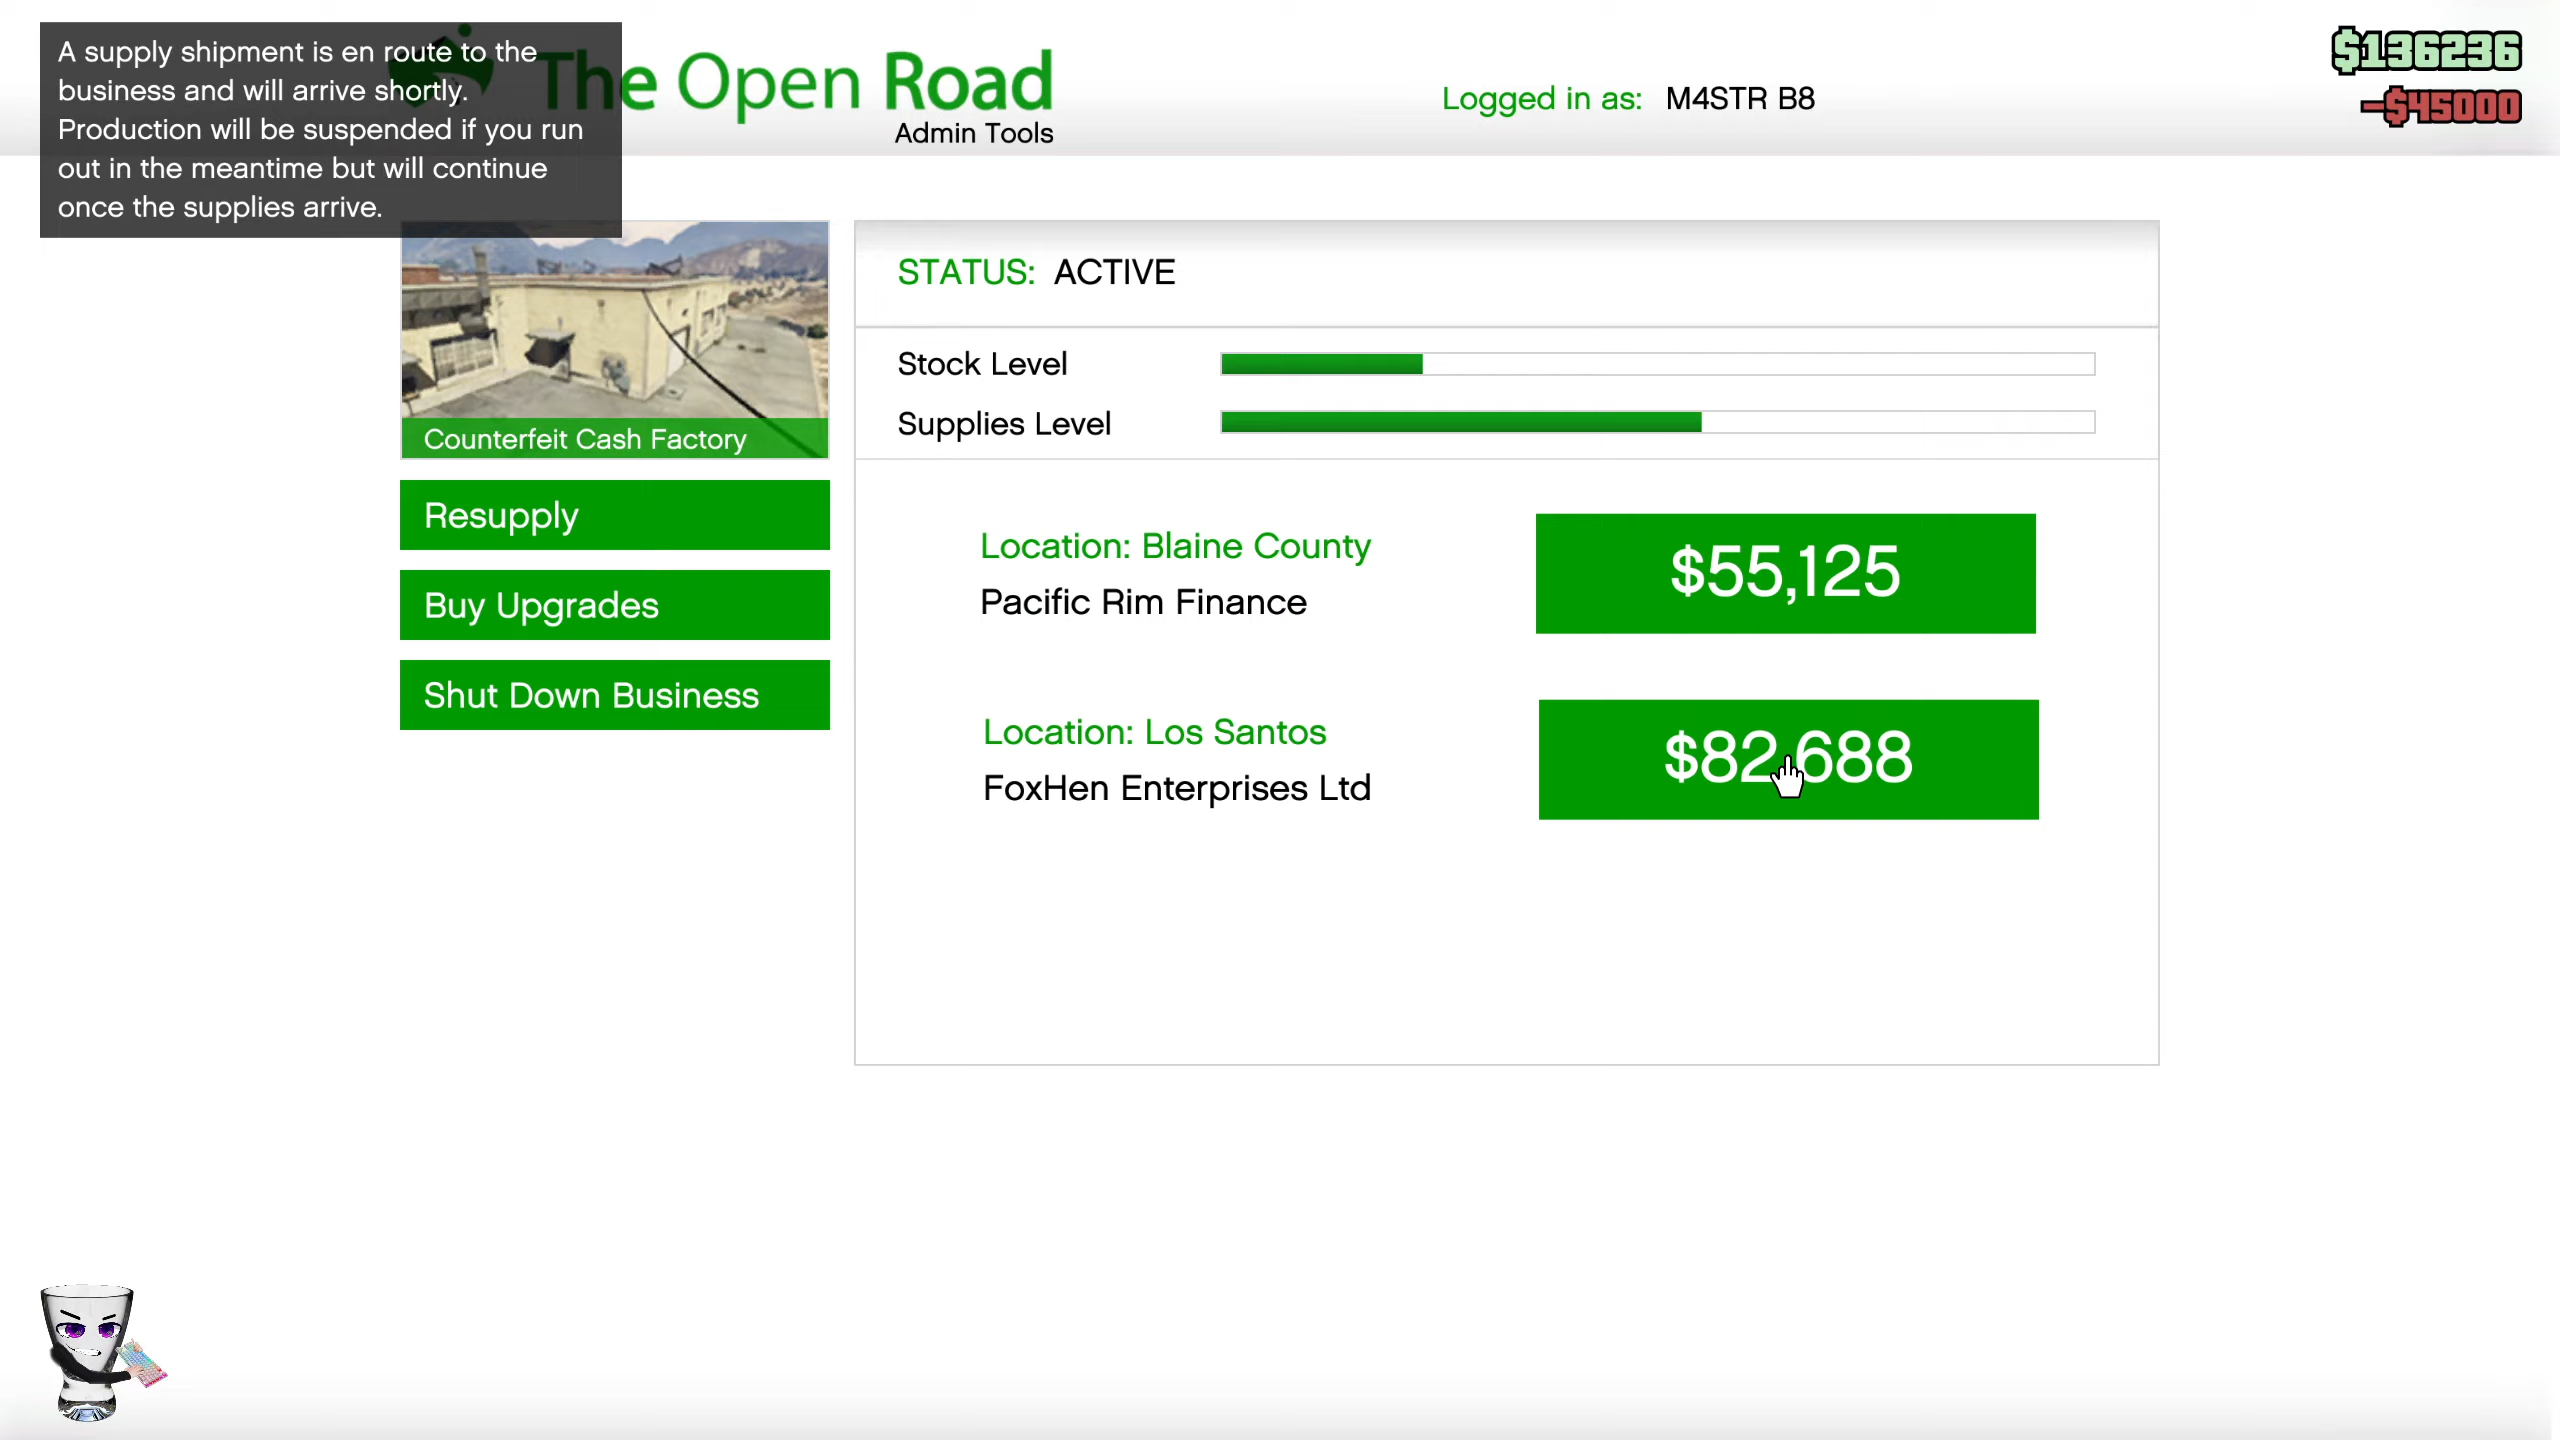 A supply shipment is en route to the
business and will arrive shortly.
Production will be suspended if you run
out in the meantime but will continue
once the supplies arrive.
The Open Road
Admin Tools
Logged in as: M4STR B8
$136236
-$45000
Counterfeit Cash Factory
Resupply
Buy Upgrades
Shut Down Business
STATUS: ACTIVE
Stock Level
Supplies Level
Location: Blaine County
Pacific Rim Finance
$55,125
Location: Los Santos
FoxHen Enterprises Ltd
$82,688